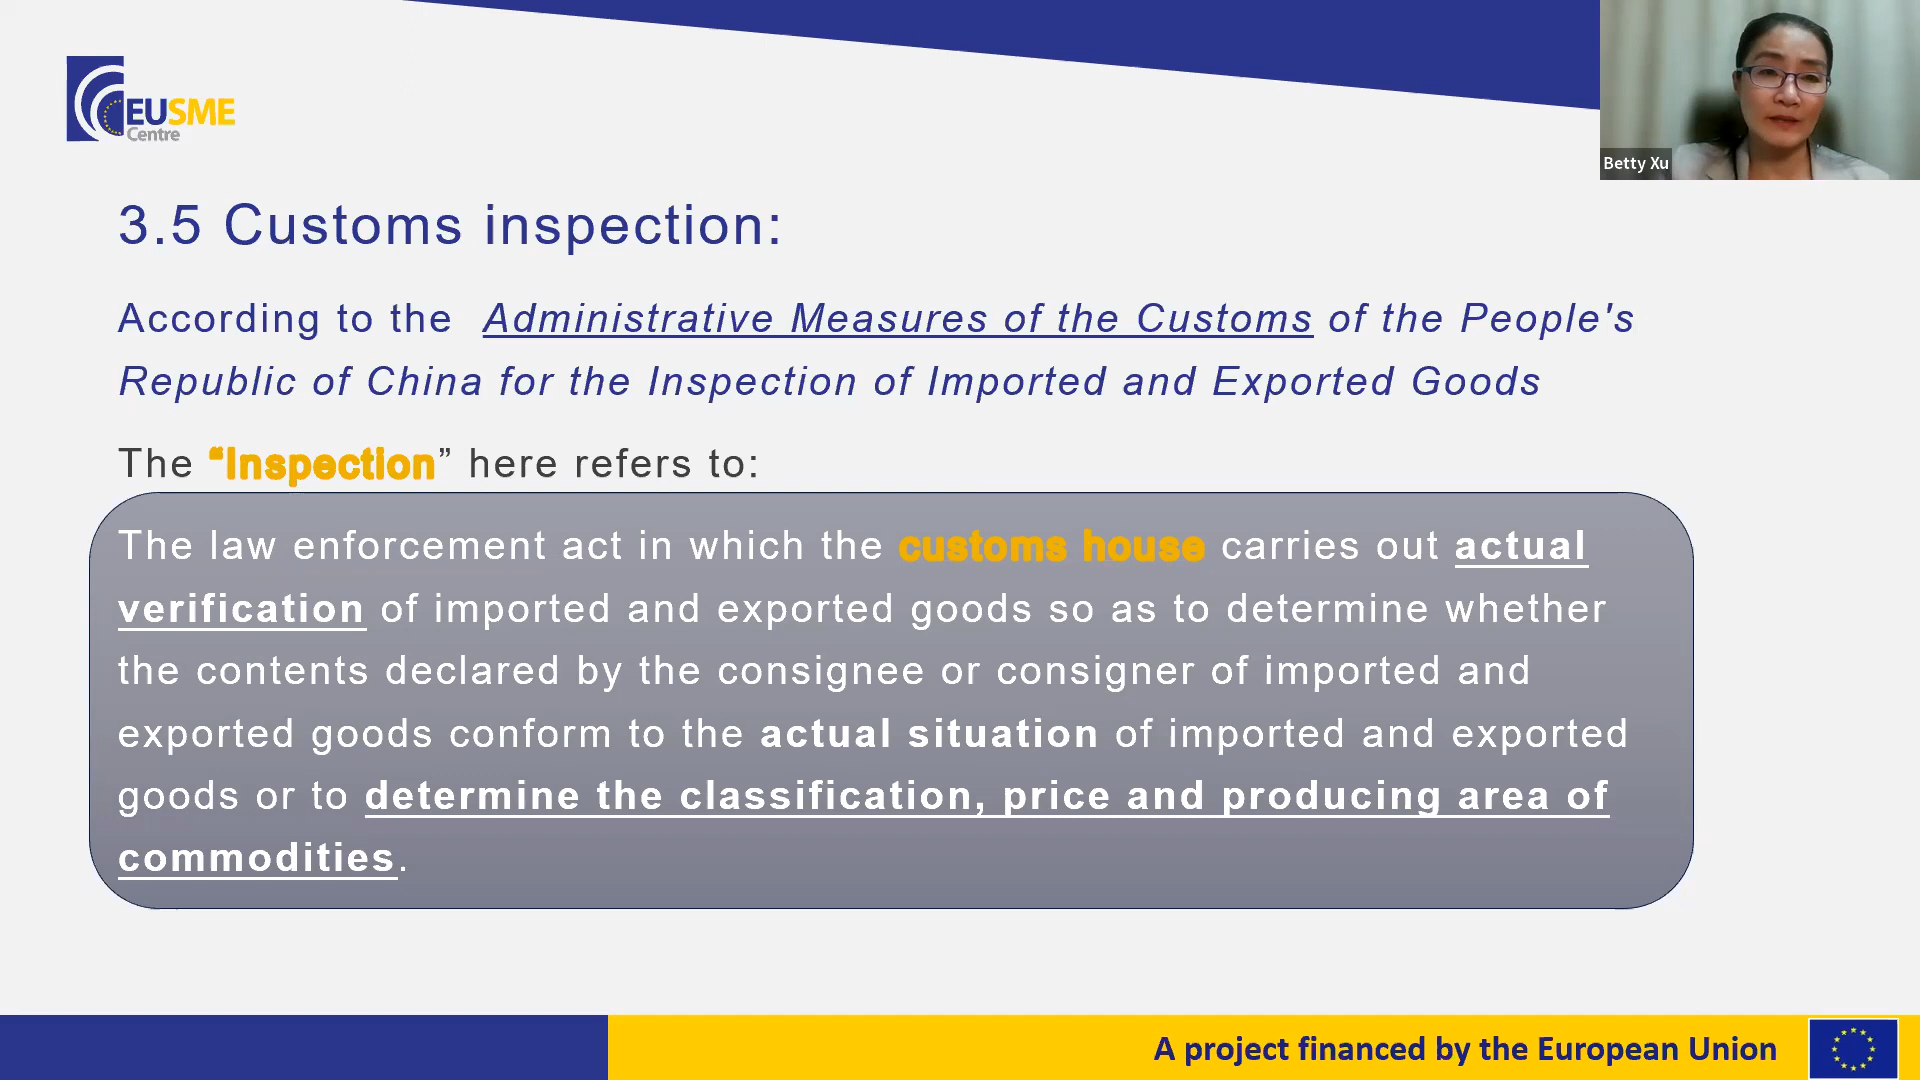 EUSME
Centre
Betty Xu
3.5 Customs inspection:
According to the Administrative Measures of the Customs of the People's
Republic of China for the Inspection of Imported and Exported Goods
The “Inspection” here refers to:
The law enforcement act in which the customs house carries out actual
verification of imported and exported goods so as to determine whether
the contents declared by the consignee or consigner of imported and
exported goods conform to the actual situation of imported and exported
goods or to determine the classification, price and producing area of
commodities.
A project financed by the European Union